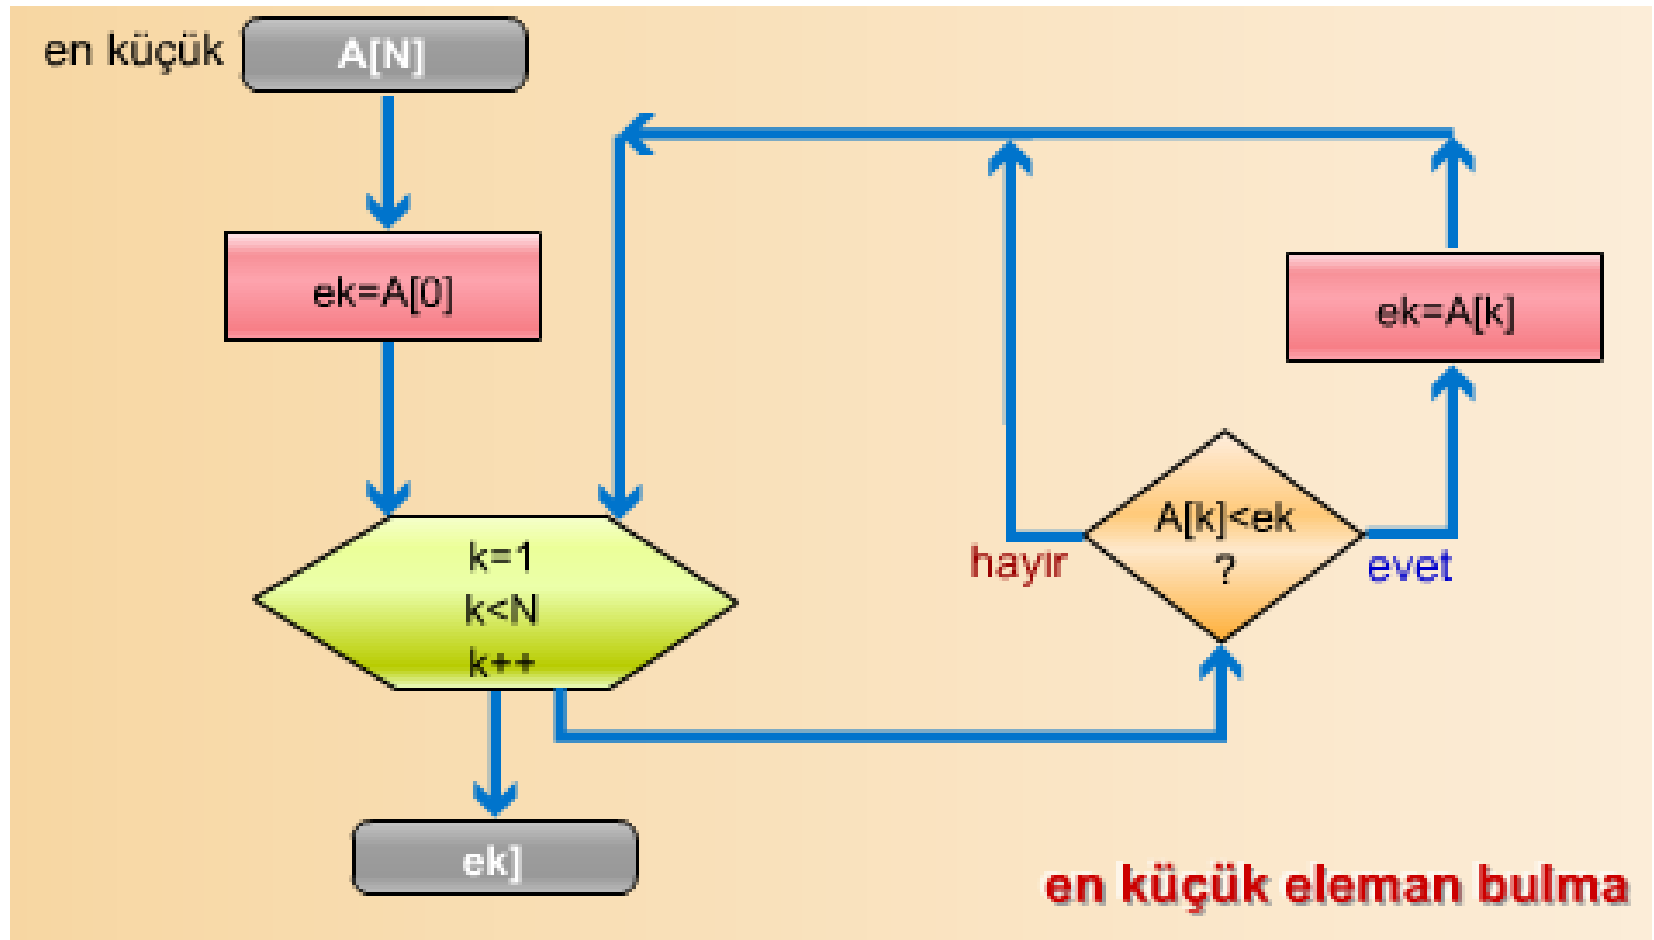 en küçük
A[N]
ek=A[0]
k=1
k<N
k++
ek]
A[k]<ek
?
hayır
evet
ek=A[k]
en küçük eleman bulma